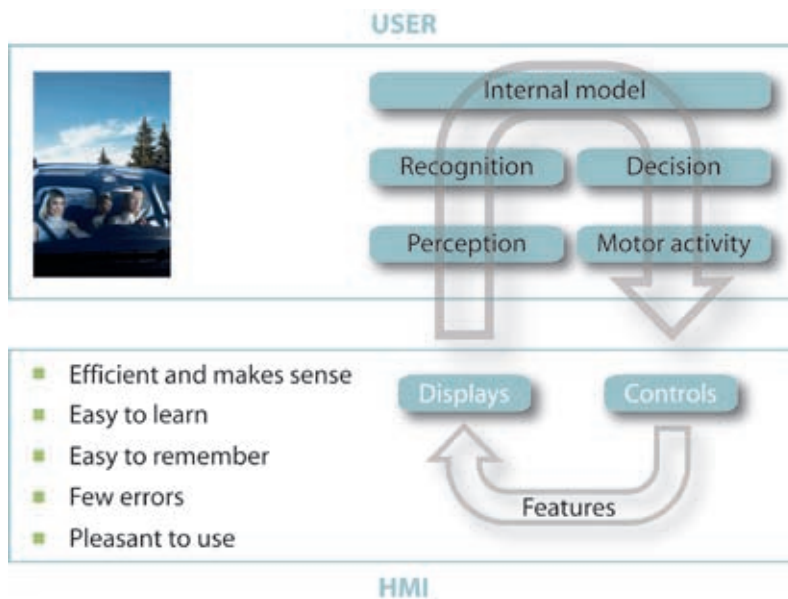 USER
Internal model
Recognition
Decision
Perception
Motor activity
Efficient and makes sense
Easy to learn
Easy to remember
Few errors
Pleasant to use
Displays
Controls
Features
HMI